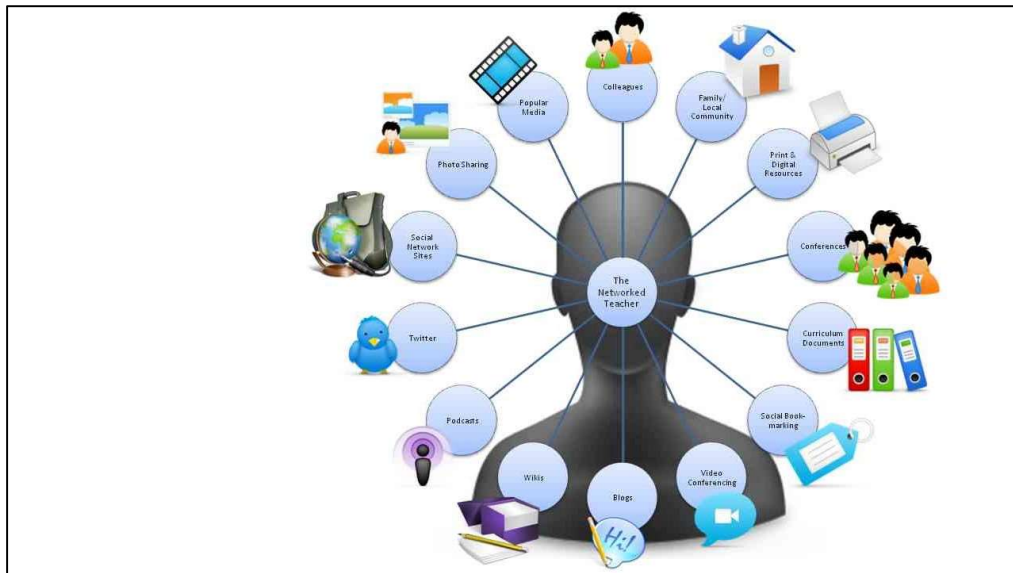 Colleagues
Family/
Local
Community
Print &
Digital
Resources
Conferences
Curriculum
Documents
Social Book-
marking
Video
Conferencing
Blogs
Hi!
Wikis
Podcasts
Twitter
Social
Network
Sites
Photo Sharing
Popular
Media
The
Networked
Teacher